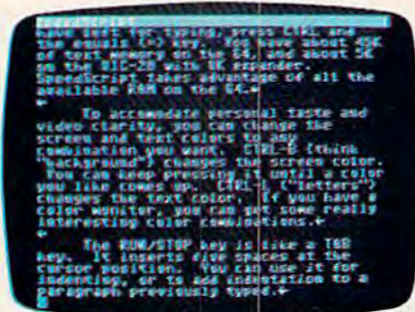 SpeedScript
have left for typing, press CTRL and
the equals (=) key. You get about 45K
of text memory on the 64, and about 5K
on the VIC-20 with 8K expander.
SpeedScript takes advantage of all the
available RAM on the 64.←
←
To accomodate personal taste and
video clarity, you can change the
screen and text colors to any
combination you want. CTRL-B (think
"background") changes the screen color.
You can keep pressing it until a color
you like comes up. CTRL-L ("letters")
changes the text color. If you have a
color monitor, you can get some really
interesting color combinations.←
←
The RUN/STOP key is like a TAB
key. It inserts five spaces at the
cursor position. You can use it for
indenting, or to add indentation to a
paragraph previously typed.←